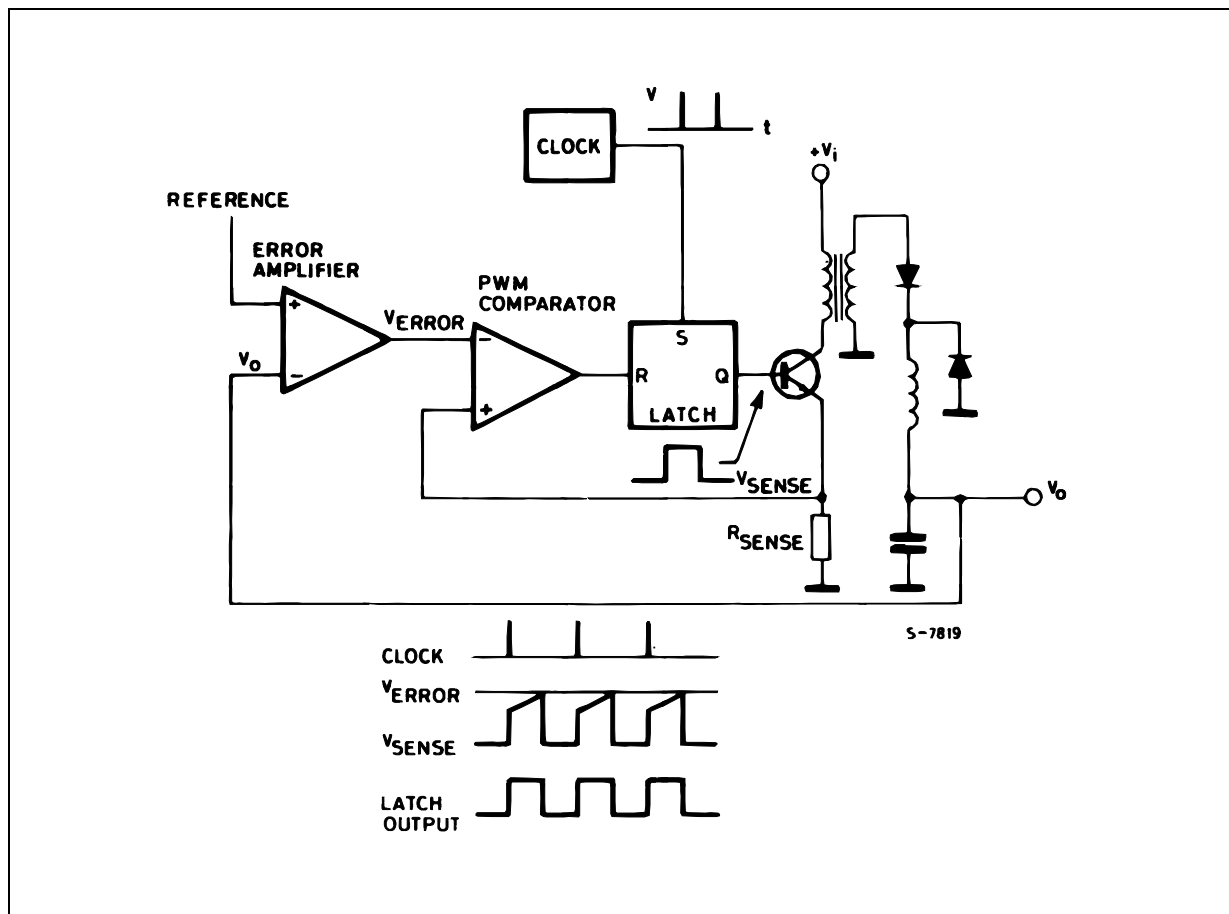 V
t
CLOCK
+Vi
REFERENCE
ERROR
AMPLIFIER
PWM
COMPARATOR
+
VERROR
-
S
Vo
-
R
Q
+
LATCH
VSENSE
Vo
RSENSE
S-7819
CLOCK
VERROR
VSENSE
LATCH
OUTPUT